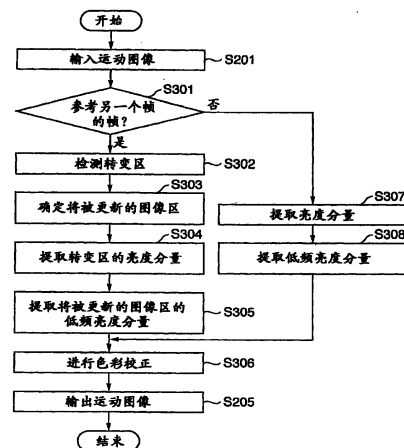 开始
输入运动图像
S201
S301
参考另一个帧
的帧？
否
是
检测转变区
S302
S303
确定将被更新的图像区
S304
提取转变区的亮度分量
提取将被更新的图像区的
低频亮度分量
S305
S307
提取亮度分量
S308
提取低频亮度分量
进行色彩校正
S306
输出运动图像
S205
结束